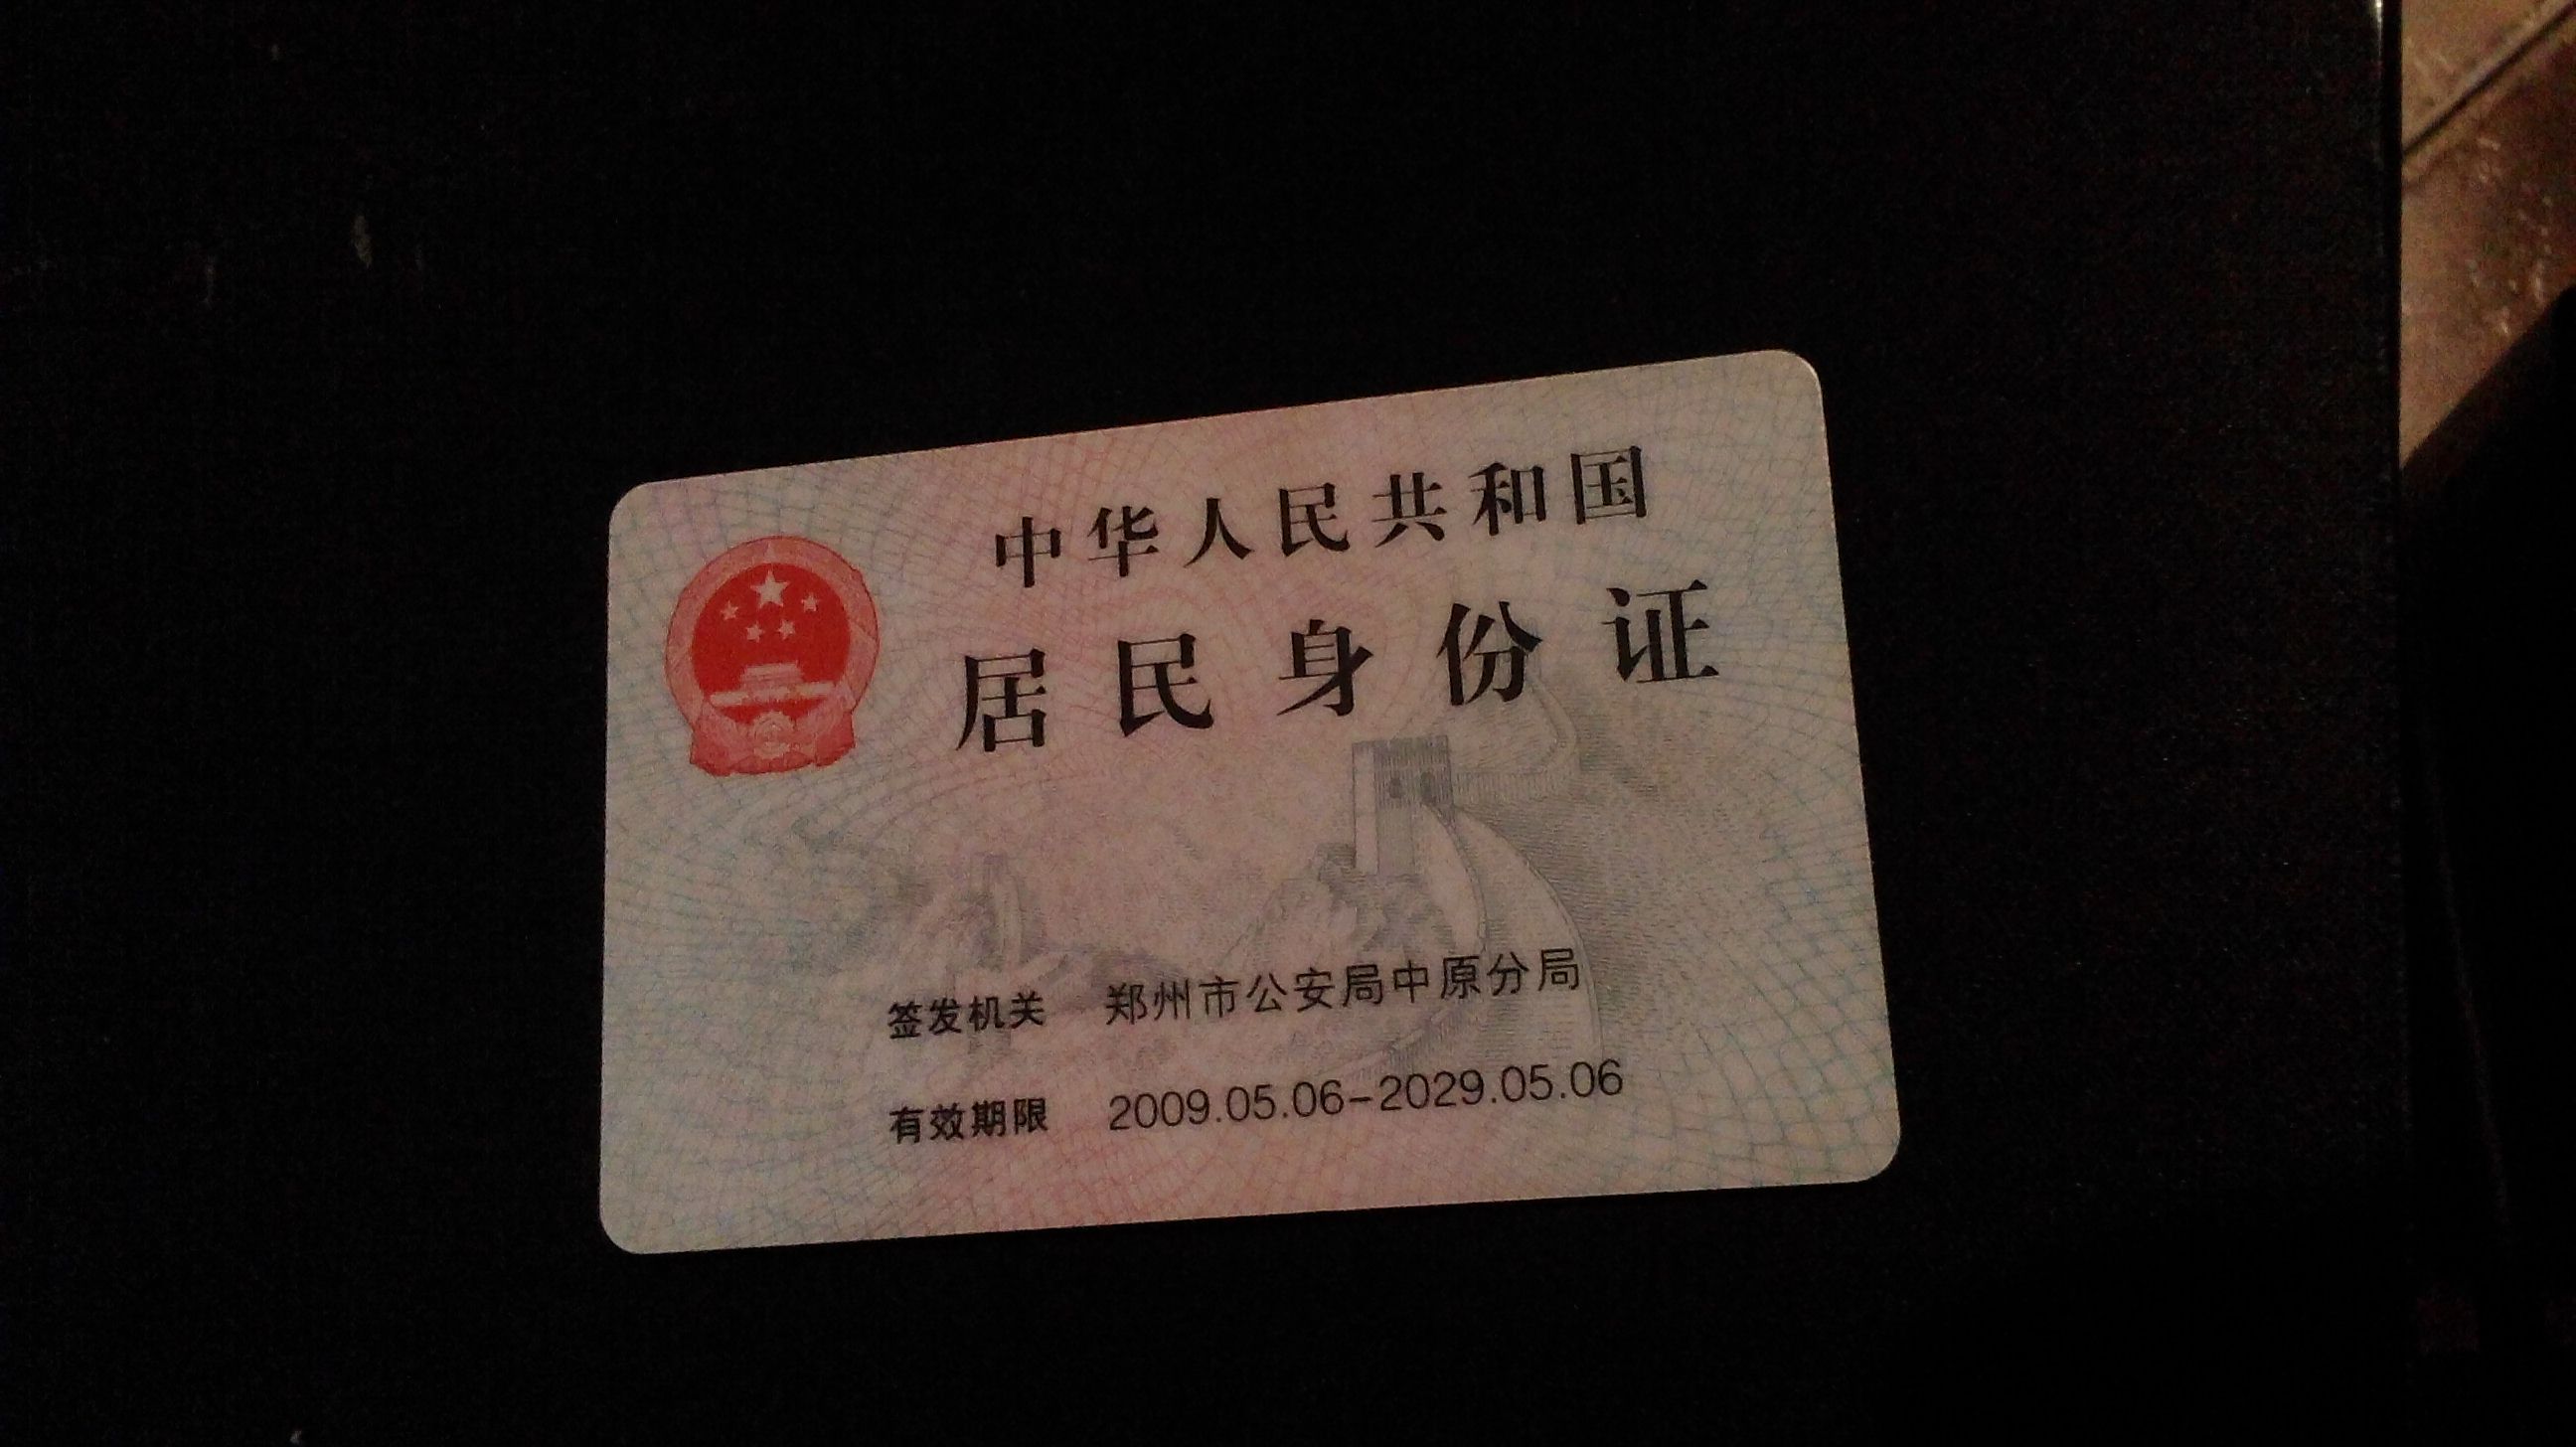 中华人民共和国
居民身份证
签发机关 郑州市公安局中原分局
有效期限 2009.05.06-2029.05.06